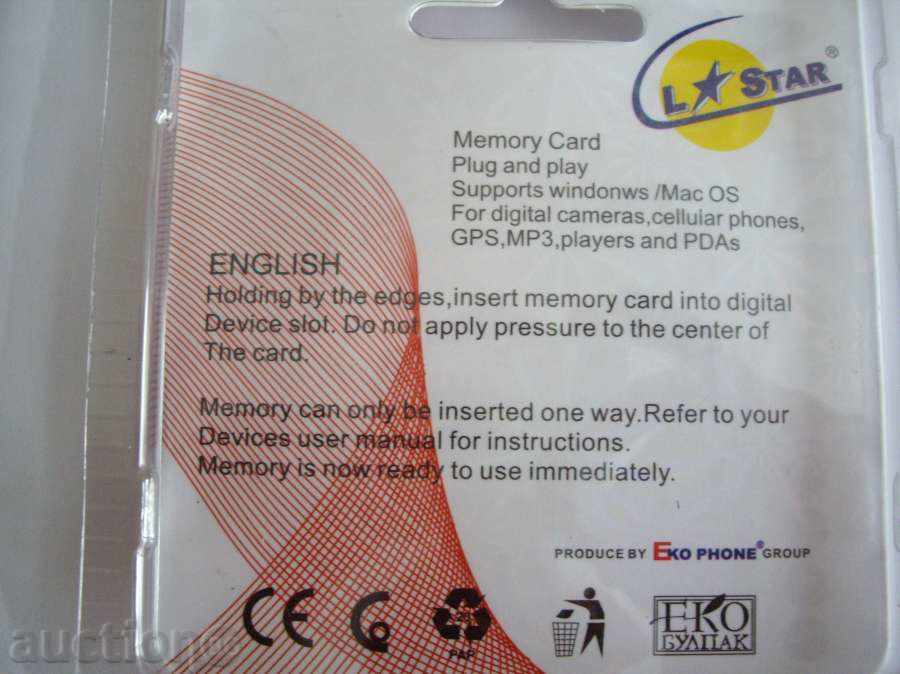 L★STAR®
Memory Card
Plug and play
Supports windonws /Mac OS
For digital cameras,cellular phones,
GPS,MP3,players and PDAs
ENGLISH
Holding by the edges,insert memory card into digital
Device slot. Do not apply pressure to the center of
The card.
Memory can only be inserted one way.Refer to your
Devices user manual for instructions.
Memory is now ready to use immediately.
PRODUCE BY EKO PHONE® GROUP
CE
PAP
ЕКО
БУЛПАК
auction